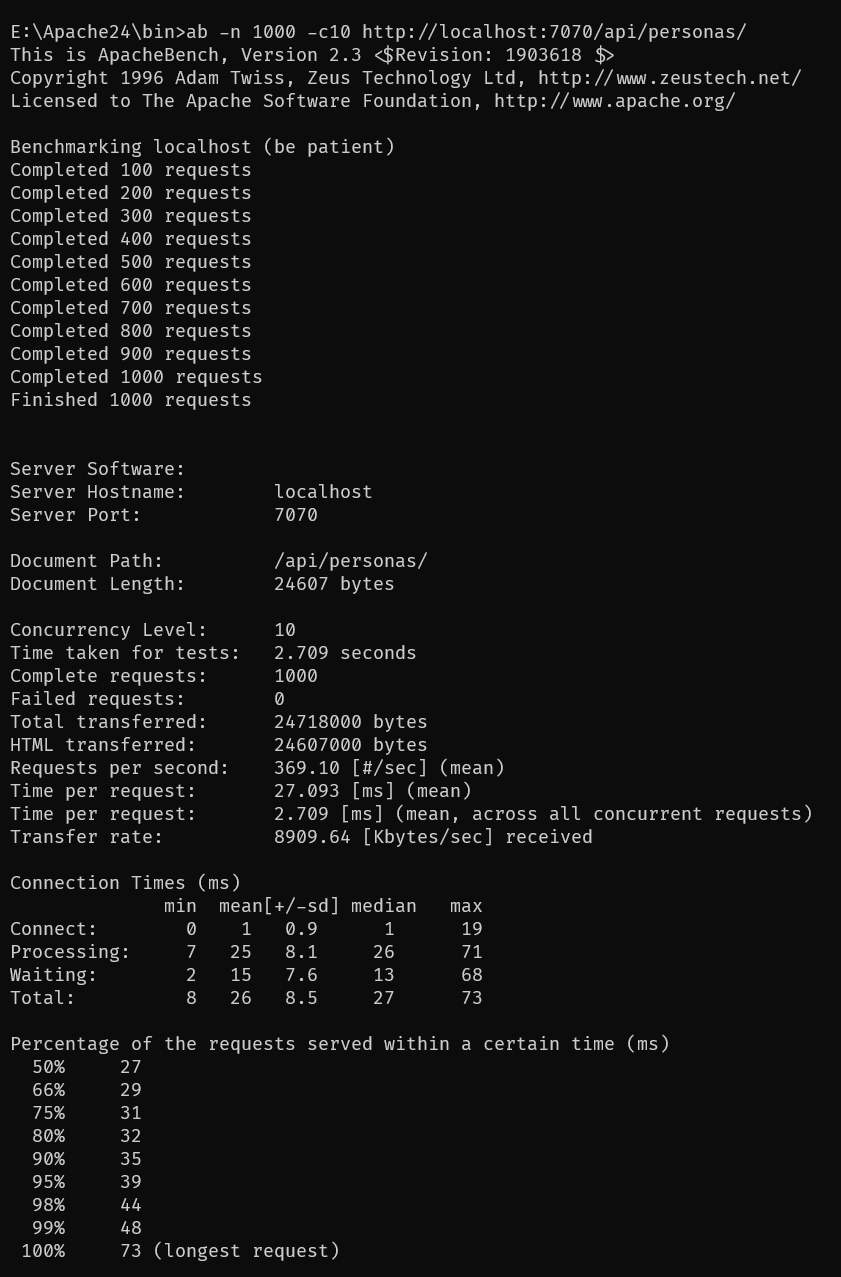 E:\Apache24\bin>ab -n 1000 -c10 http://localhost:7070/api/personas/
This is ApacheBench, Version 2.3 <$Revision: 1903618 $>
Copyright 1996 Adam Twiss, Zeus Technology Ltd, http://www.zeustech.net/
Licensed to The Apache Software Foundation, http://www.apache.org/

Benchmarking localhost (be patient)
Completed 100 requests
Completed 200 requests
Completed 300 requests
Completed 400 requests
Completed 500 requests
Completed 600 requests
Completed 700 requests
Completed 800 requests
Completed 900 requests
Completed 1000 requests
Finished 1000 requests


Server Software:
Server Hostname:        localhost
Server Port:            7070

Document Path:          /api/personas/
Document Length:        24607 bytes

Concurrency Level:      10
Time taken for tests:   2.709 seconds
Complete requests:      1000
Failed requests:        0
Total transferred:      24718000 bytes
HTML transferred:       24607000 bytes
Requests per second:    369.10 [#/sec] (mean)
Time per request:       27.093 [ms] (mean)
Time per request:       2.709 [ms] (mean, across all concurrent requests)
Transfer rate:          8909.64 [Kbytes/sec] received

Connection Times (ms)
              min  mean[+/-sd] median   max
Connect:        0    1   0.9      1      19
Processing:     7   25   8.1     26      71
Waiting:        2   15   7.6     13      68
Total:          8   26   8.5     27      73

Percentage of the requests served within a certain time (ms)
  50%     27
  66%     29
  75%     31
  80%     32
  90%     35
  95%     39
  98%     44
  99%     48
 100%     73 (longest request)